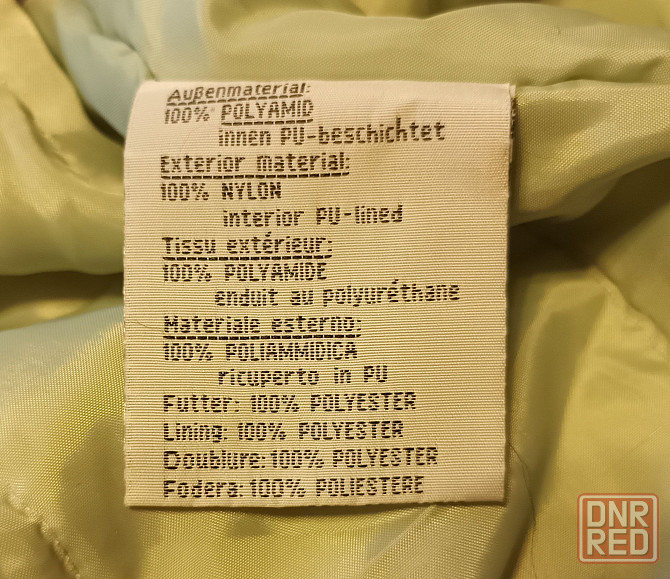 Außenmaterial:
100% POLYAMID
innen PU-beschichtet
Exterior material:
100% NYLON
interior PU-lined
Tissu extérieur:
100% POLYAMIDE
enduit au polyuréthane
Materiale esterno:
100% POLIAMMIDICA
ricuperto in PU
Futter: 100% POLYESTER
Lining: 100% POLYESTER
Doublure: 100% POLYESTER
Fodera: 100% POLIESTERE
DNR
RED